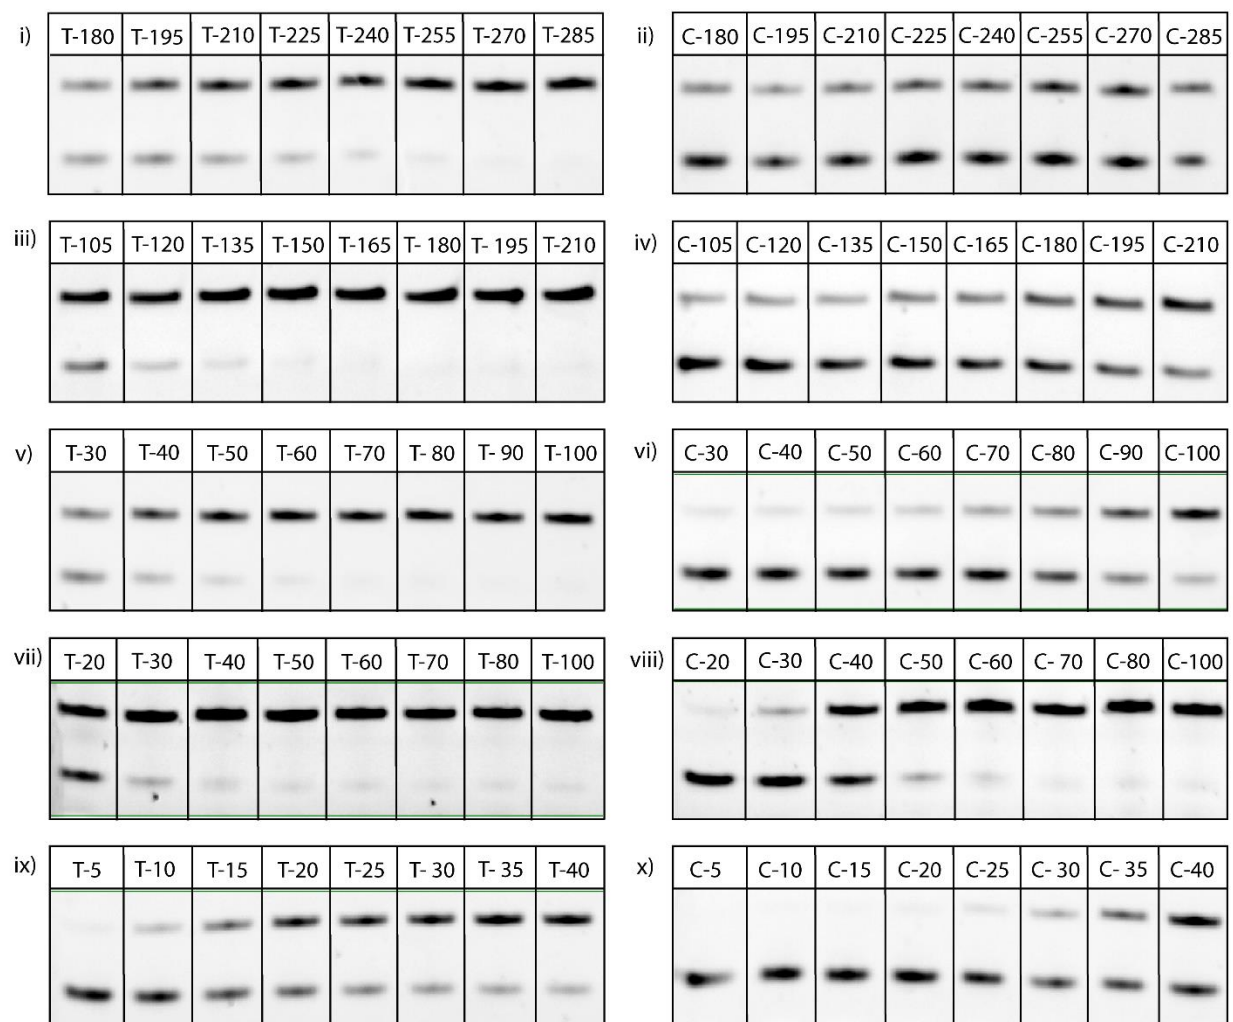 i) T-180 T-195 T-210 T-225 T-240 T-255 T-270 T-285
ii) C-180 C-195 C-210 C-225 C-240 C-255 C-270 C-285
iii) T-105 T-120 T-135 T-150 T-165 T- 180 T- 195 T-210
iv) C-105 C-120 C-135 C-150 C-165 C-180 C-195 C-210
v) T-30 T-40 T-50 T-60 T-70 T- 80 T- 90 T-100
vi) C-30 C-40 C-50 C-60 C-70 C-80 C-90 C-100
vii) T-20 T-30 T-40 T-50 T-60 T-70 T-80 T-100
viii) C-20 C-30 C-40 C-50 C-60 C- 70 C-80 C-100
ix) T-5 T-10 T-15 T-20 T-25 T- 30 T- 35 T-40
x) C-5 C-10 C-15 C-20 C-25 C- 30 C- 35 C-40